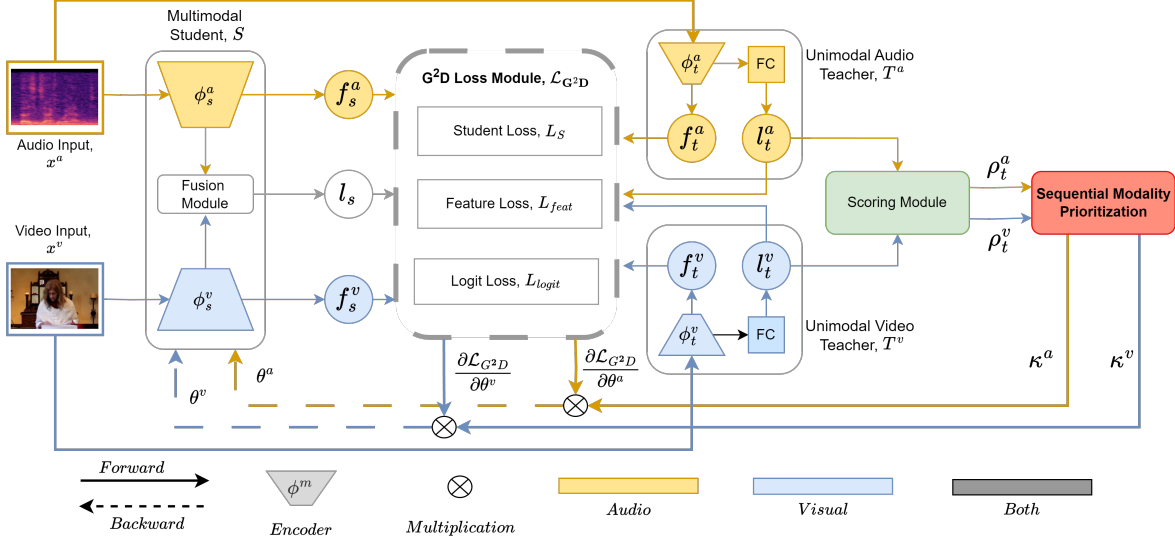 Multimodal
Student, S
Audio Input,
x^a
Video Input,
x^v
ϕ_s^a
Fusion
Module
ϕ_s^v
f_s^a
l_s
f_s^v
G²D Loss Module, ℒ_G²D
Student Loss, L_S
Feature Loss, L_feat
Logit Loss, L_logit
ϕ_t^a
FC
f_t^a
l_t^a
Unimodal Audio
Teacher, T^a
f_t^v
l_t^v
ϕ_t^v
FC
Unimodal Video
Teacher, T^v
Scoring Module
ρ_t^a
ρ_t^v
Sequential Modality
Prioritization
κ^a
κ^v
∂ℒ_G²D
∂θ^v
∂ℒ_G²D
∂θ^a
θ^v
θ^a
Forward
Backward
ϕ^m
Encoder
Multiplication
Audio
Visual
Both